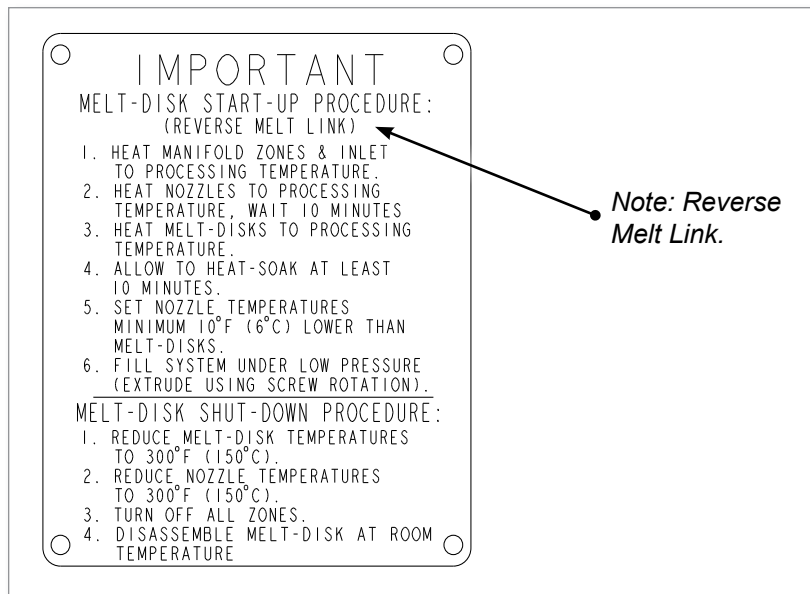 IMPORTANT
MELT-DISK START-UP PROCEDURE:
(REVERSE MELT LINK)
1. HEAT MANIFOLD ZONES & INLET
TO PROCESSING TEMPERATURE.
2. HEAT NOZZLES TO PROCESSING
TEMPERATURE, WAIT 10 MINUTES
3. HEAT MELT-DISKS TO PROCESSING
TEMPERATURE.
4. ALLOW TO HEAT-SOAK AT LEAST
10 MINUTES.
5. SET NOZZLE TEMPERATURES
MINIMUM 10°F (6°C) LOWER THAN
MELT-DISKS.
6. FILL SYSTEM UNDER LOW PRESSURE
(EXTRUDE USING SCREW ROTATION).
MELT-DISK SHUT-DOWN PROCEDURE:
1. REDUCE MELT-DISK TEMPERATURES
TO 300°F (150°C).
2. REDUCE NOZZLE TEMPERATURES
TO 300°F (150°C).
3. TURN OFF ALL ZONES.
4. DISASSEMBLE MELT-DISK AT ROOM
TEMPERATURE
Note: Reverse
Melt Link.